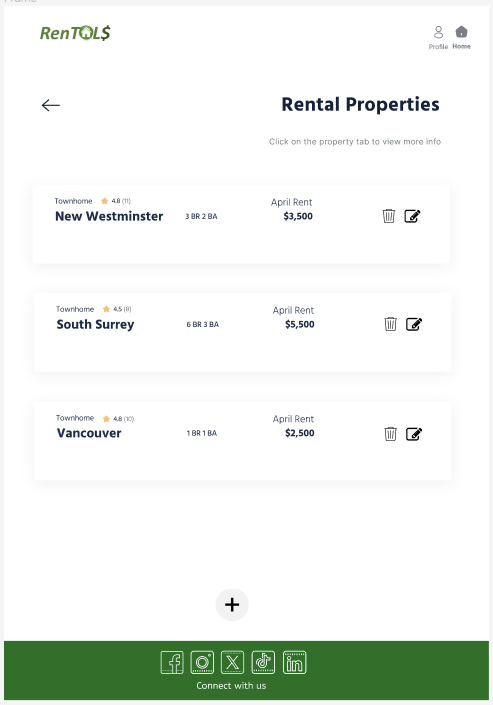 Frame
RenTOL$
Profile Home
Rental Properties
Click on the property tab to view more info
Townhome 4.8 (11) April Rent
New Westminster 3 BR 2 BA $3,500
Townhome 4.5 (8) April Rent
South Surrey 6 BR 3 BA $5,500
Townhome 4.8 (10) April Rent
Vancouver 1 BR 1 BA $2,500
Connect with us